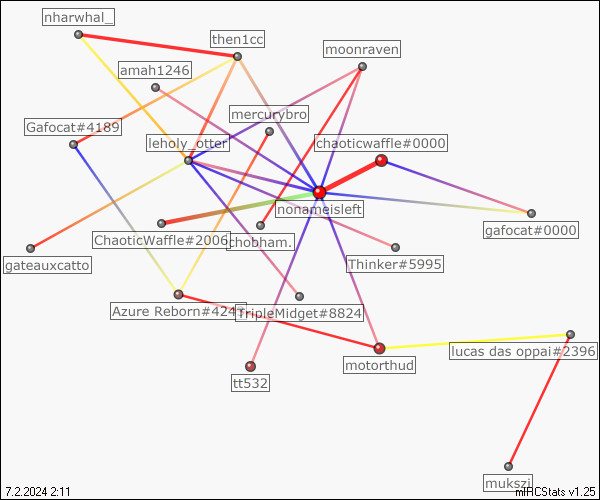 nharwhal_
then1cc
moonraven
amah1246
mercurybro
Gafocat#4189
leholy_otter
chaoticwaffle#0000
nonameisleft
gafocat#0000
ChaoticWaffle#2006
chobham.
gateauxcatto
Thinker#5995
Azure Reborn#424
TripleMidget#8824
lucas das oppai#2396
motorthud
tt532
mukszi
7.2.2024 2:11
mIRCStats v1.25